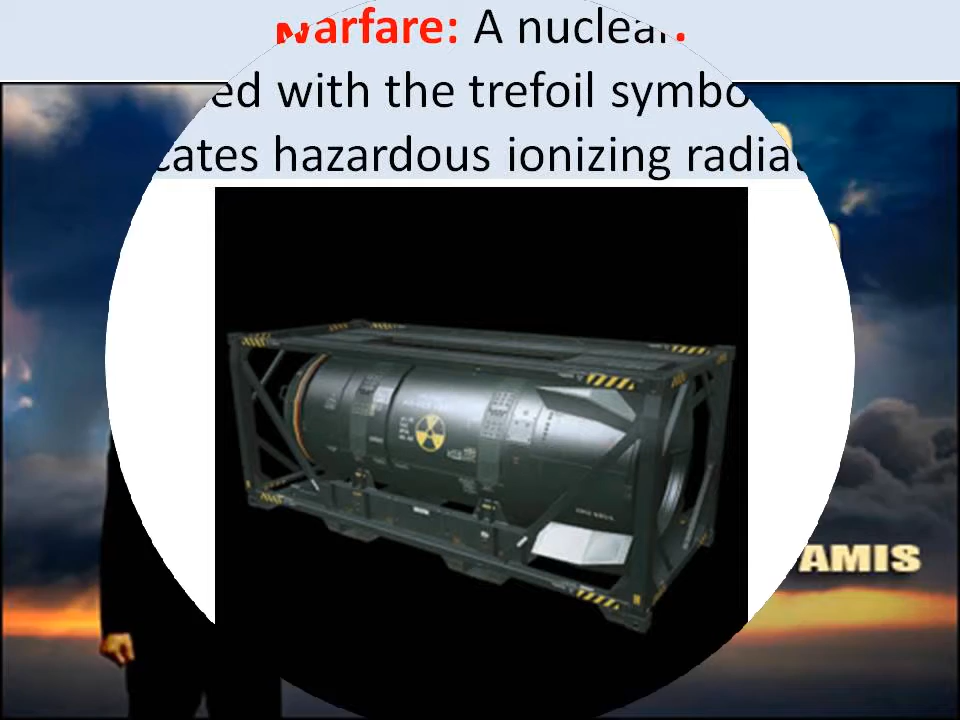 warfare: A nuclear
ed with the trefoil symbo
cates hazardous ionizing radiat
AMIS